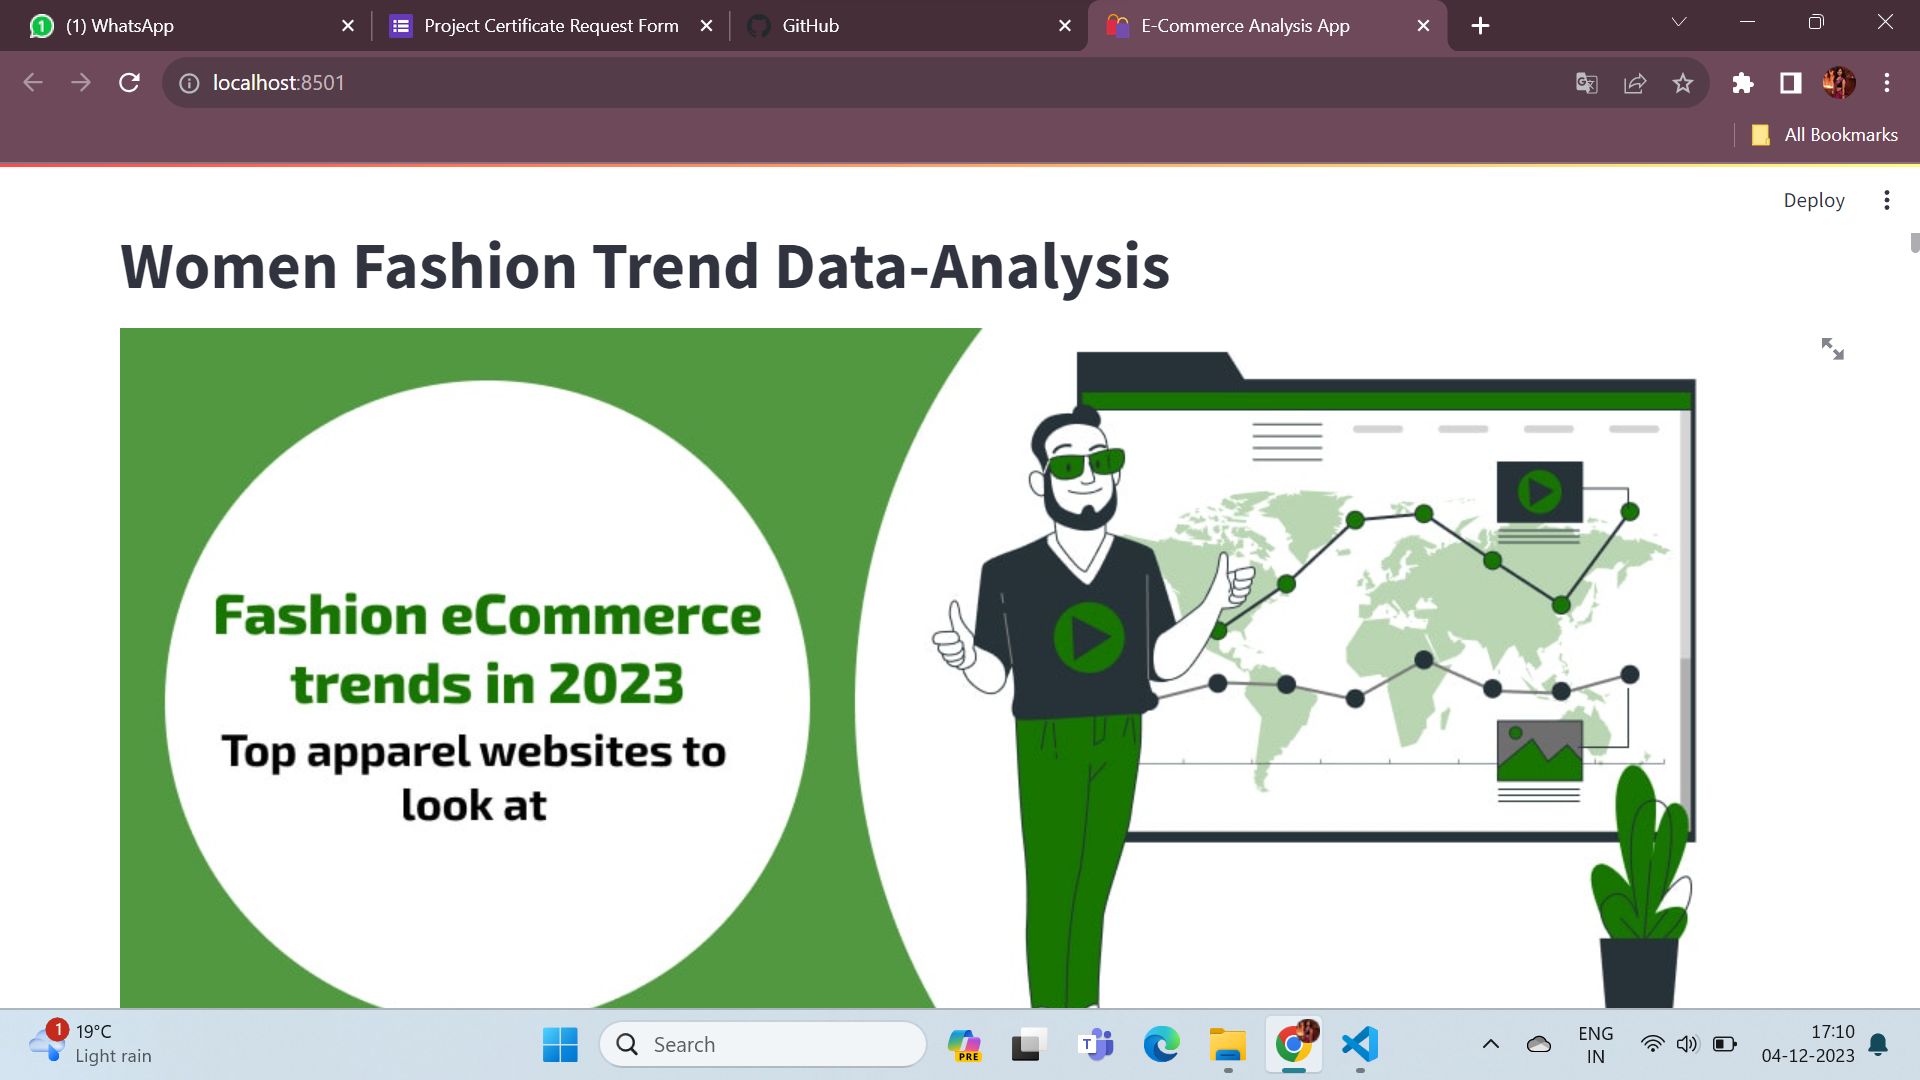 (1) WhatsApp
Project Certificate Request Form
GitHub
E-Commerce Analysis App
localhost:8501
All Bookmarks
Deploy
Women Fashion Trend Data-Analysis
Fashion eCommerce
trends in 2023
Top apparel websites to
look at
1
19°C
Light rain
Search
PRE
T
ENG
IN
17:10
04-12-2023